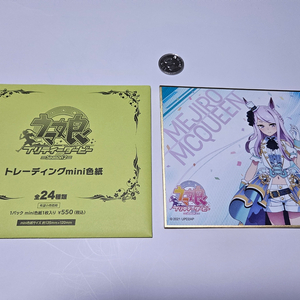 ウマ娘
プリティーダービー
Season 2
トレーディングmini色紙
全24種類
1パック mini色紙1枚入り ¥550(税込)
MEJIRO
MCQUEEN